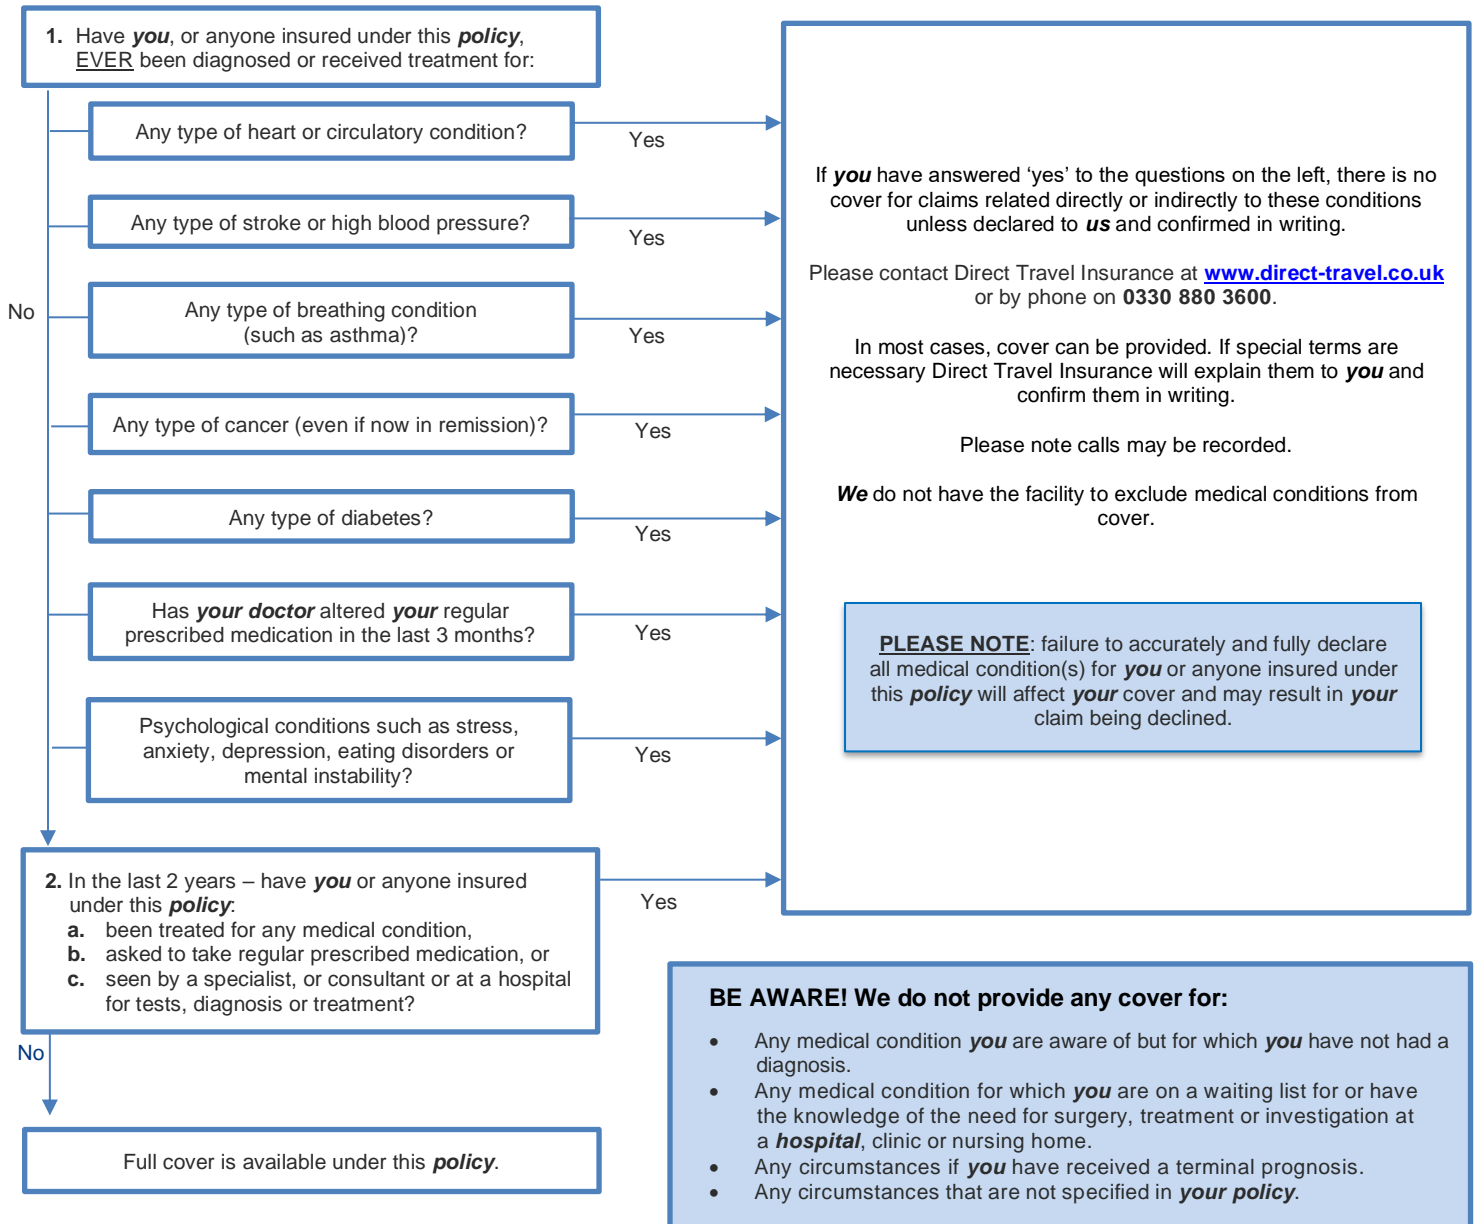 1. Have you, or anyone insured under this policy,
EVER been diagnosed or received treatment for:
Any type of heart or circulatory condition?
Yes
Any type of stroke or high blood pressure?
Yes
No
Any type of breathing condition
(such as asthma)?
Yes
Any type of cancer (even if now in remission)?
Yes
Any type of diabetes?
Yes
Has your doctor altered your regular
prescribed medication in the last 3 months?
Yes
Psychological conditions such as stress,
anxiety, depression, eating disorders or
mental instability?
Yes
2. In the last 2 years – have you or anyone insured
under this policy:
a. been treated for any medical condition,
b. asked to take regular prescribed medication, or
c. seen by a specialist, or consultant or at a hospital
for tests, diagnosis or treatment?
Yes
No
Full cover is available under this policy.
If you have answered ‘yes’ to the questions on the left, there is no
cover for claims related directly or indirectly to these conditions
unless declared to us and confirmed in writing.
Please contact Direct Travel Insurance at www.direct-travel.co.uk
or by phone on 0330 880 3600.
In most cases, cover can be provided. If special terms are
necessary Direct Travel Insurance will explain them to you and
confirm them in writing.
Please note calls may be recorded.
We do not have the facility to exclude medical conditions from
cover.
PLEASE NOTE: failure to accurately and fully declare
all medical condition(s) for you or anyone insured under
this policy will affect your cover and may result in your
claim being declined.
BE AWARE! We do not provide any cover for:
• Any medical condition you are aware of but for which you have not had a
diagnosis.
• Any medical condition for which you are on a waiting list for or have
the knowledge of the need for surgery, treatment or investigation at
a hospital, clinic or nursing home.
• Any circumstances if you have received a terminal prognosis.
• Any circumstances that are not specified in your policy.